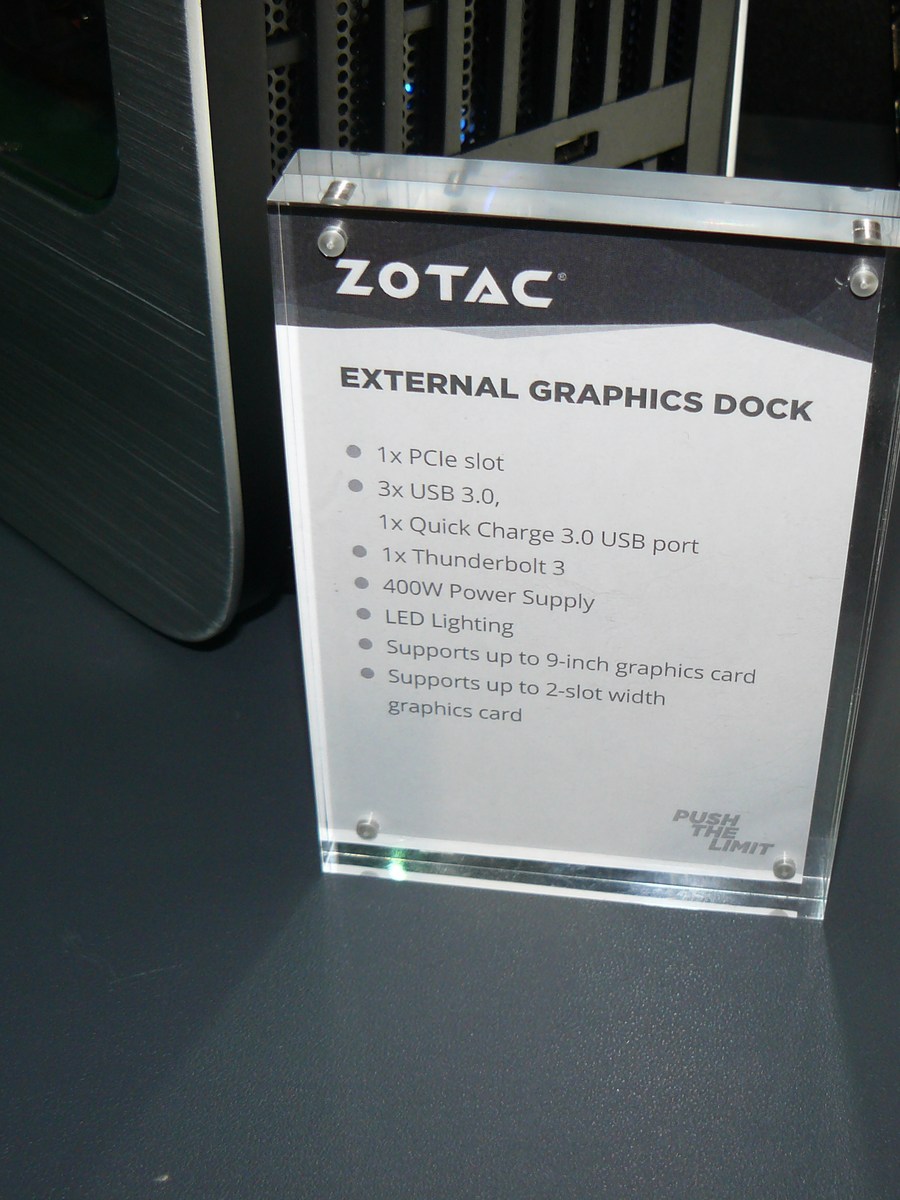 ZOTAC®
EXTERNAL GRAPHICS DOCK
● 1x PCIe slot
● 3x USB 3.0,
1x Quick Charge 3.0 USB port
● 1x Thunderbolt 3
● 400W Power Supply
● LED Lighting
● Supports up to 9-inch graphics card
● Supports up to 2-slot width
graphics card
PUSH
THE
LIMIT